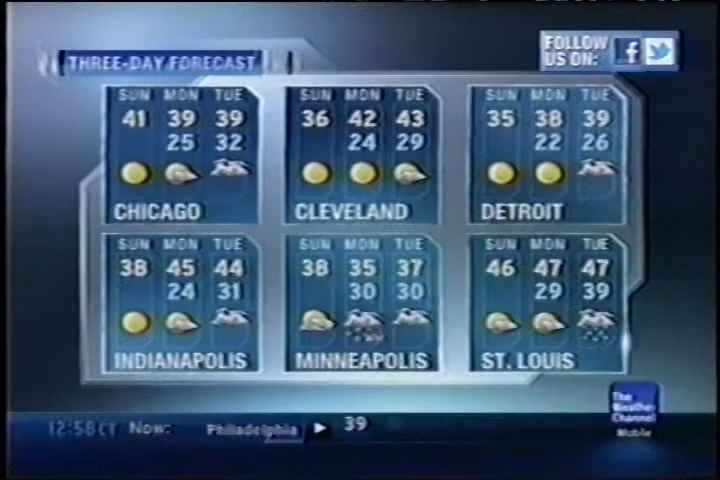 FOLLOW
US ON:
THREE-DAY FORECAST
SUN MON TUE
41 39 39
25 32
CHICAGO
SUN MON TUE
36 42 43
24 29
CLEVELAND
SUN MON TUE
35 38 39
22 26
DETROIT
SUN MON TUE
38 45 44
24 31
INDIANAPOLIS
SUN MON TUE
38 35 37
30 30
MINNEAPOLIS
SUN MON TUE
46 47 47
29 39
ST. LOUIS
The
Weather
Channel
Mobile
12:58 CT Now: Philadelphia 39